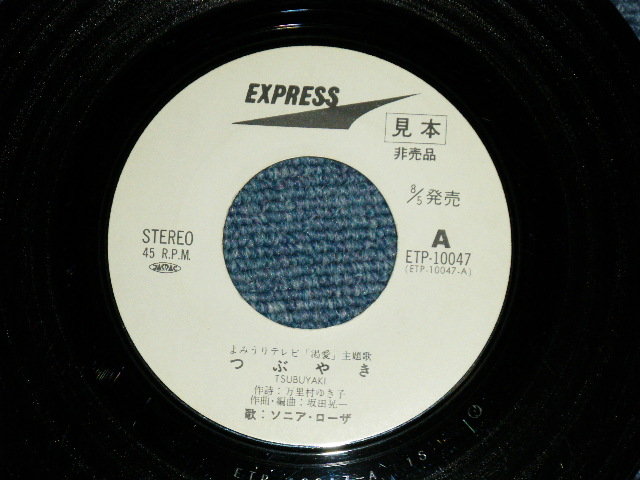 EXPRESS
見本
非売品
8/5 発売
STEREO
45 R.P.M.
A
ETP-10047
(ETP-10047-A)
よみうりテレビ「渇愛」主題歌
つぶやき
TSUBUYAKI
作詩:万里村ゆき子
作曲・編曲:坂田晃一
歌:ソニア・ローザ